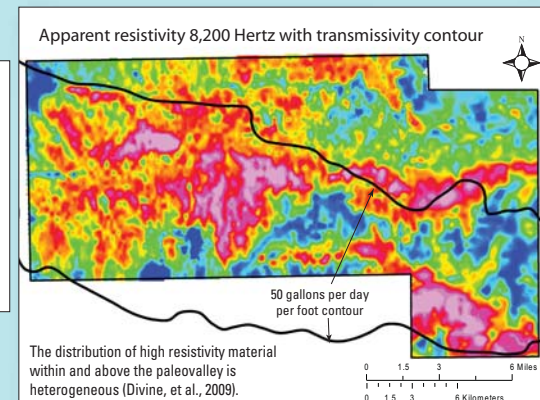 Apparent resistivity 8,200 Hertz with transmissivity contour
N
50 gallons per day
per foot contour
The distribution of high resistivity material
within and above the paleovalley is
heterogeneous (Divine, et al., 2009).
0 1.5 3 6 Miles
0 1.5 3 6 Kilometers